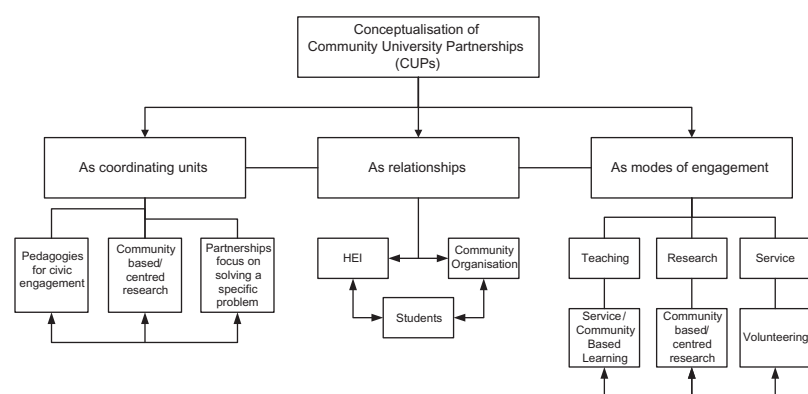 Conceptualisation of
Community University Partnerships
(CUPs)
As coordinating units
As relationships
As modes of engagement
Pedagogies
for civic
engagement
Community
based/
centred
research
Partnerships
focus on
solving a
specific
problem
HEI
Community
Organisation
Students
Teaching
Research
Service
Service/
Community
Based
Learning
Community
based/
centred
research
Volunteering